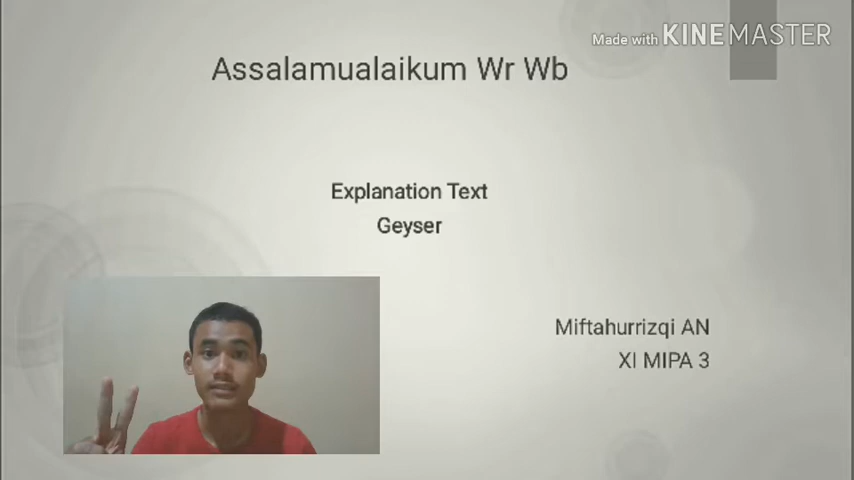 Made with KINEMASTER
Assalamualaikum Wr Wb
Explanation Text
Geyser
Miftahurrizqi AN
XI MIPA 3